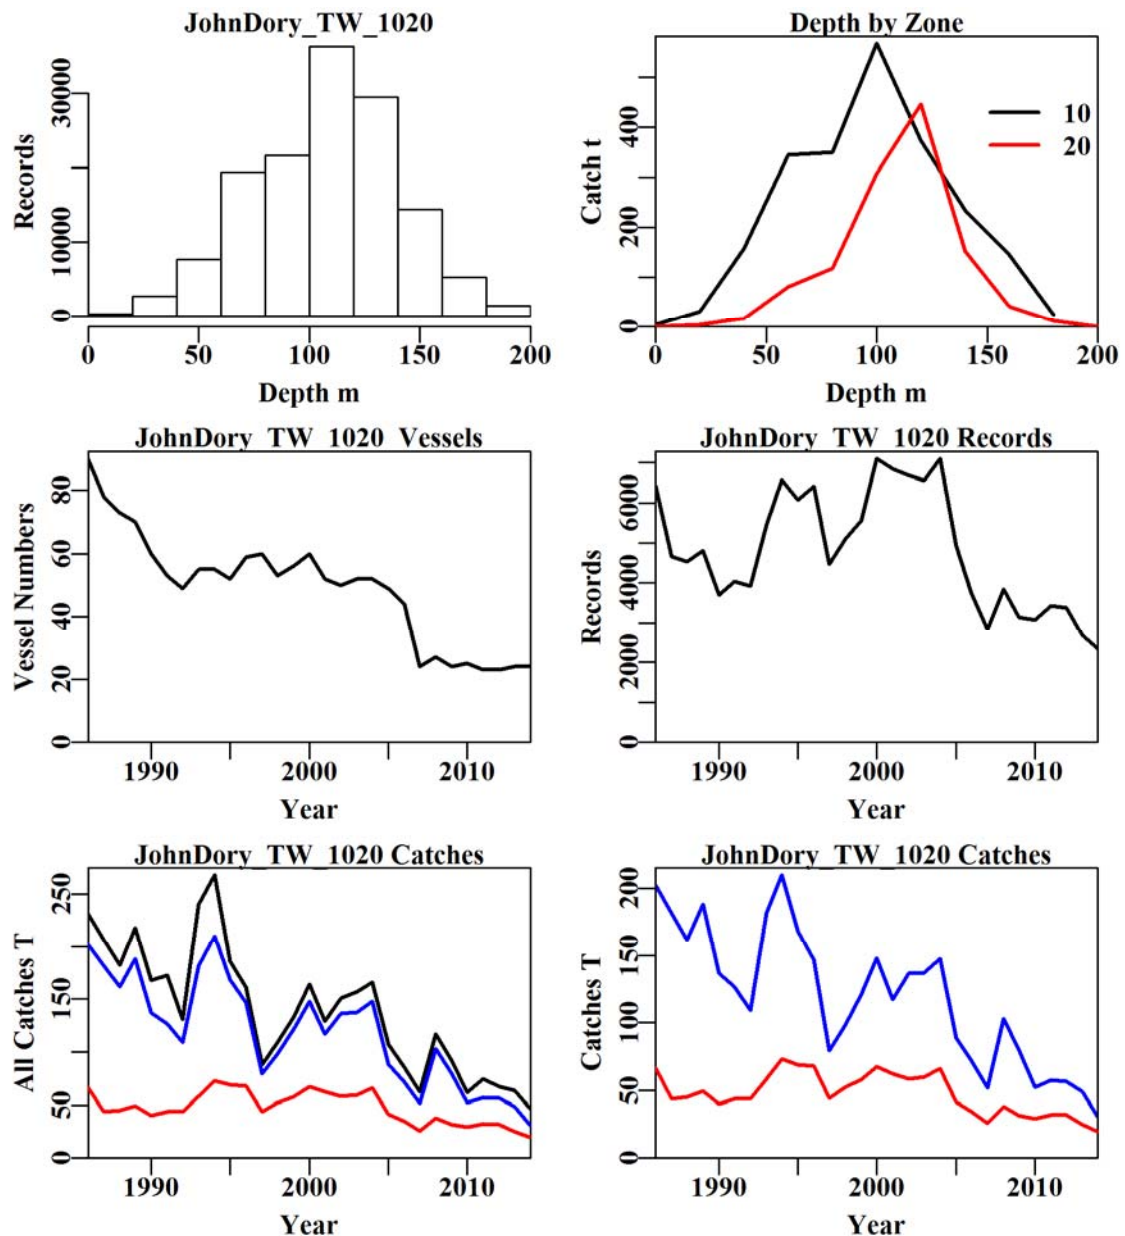 JohnDory_TW_1020
Records
30000
10000
0
0 50 100 150 200
Depth m
Depth by Zone
Catch t
400
200
0
10
20
0 50 100 150 200
Depth m
JohnDory_TW_1020_Vessels
Vessel Numbers
80
60
40
20
0
1990 2000 2010
Year
JohnDory_TW_1020 Records
Records
6000
4000
2000
0
1990 2000 2010
Year
JohnDory_TW_1020 Catches
All Catches T
250
150
50
0
1990 2000 2010
Year
JohnDory_TW_1020 Catches
Catches T
200
150
100
50
0
1990 2000 2010
Year